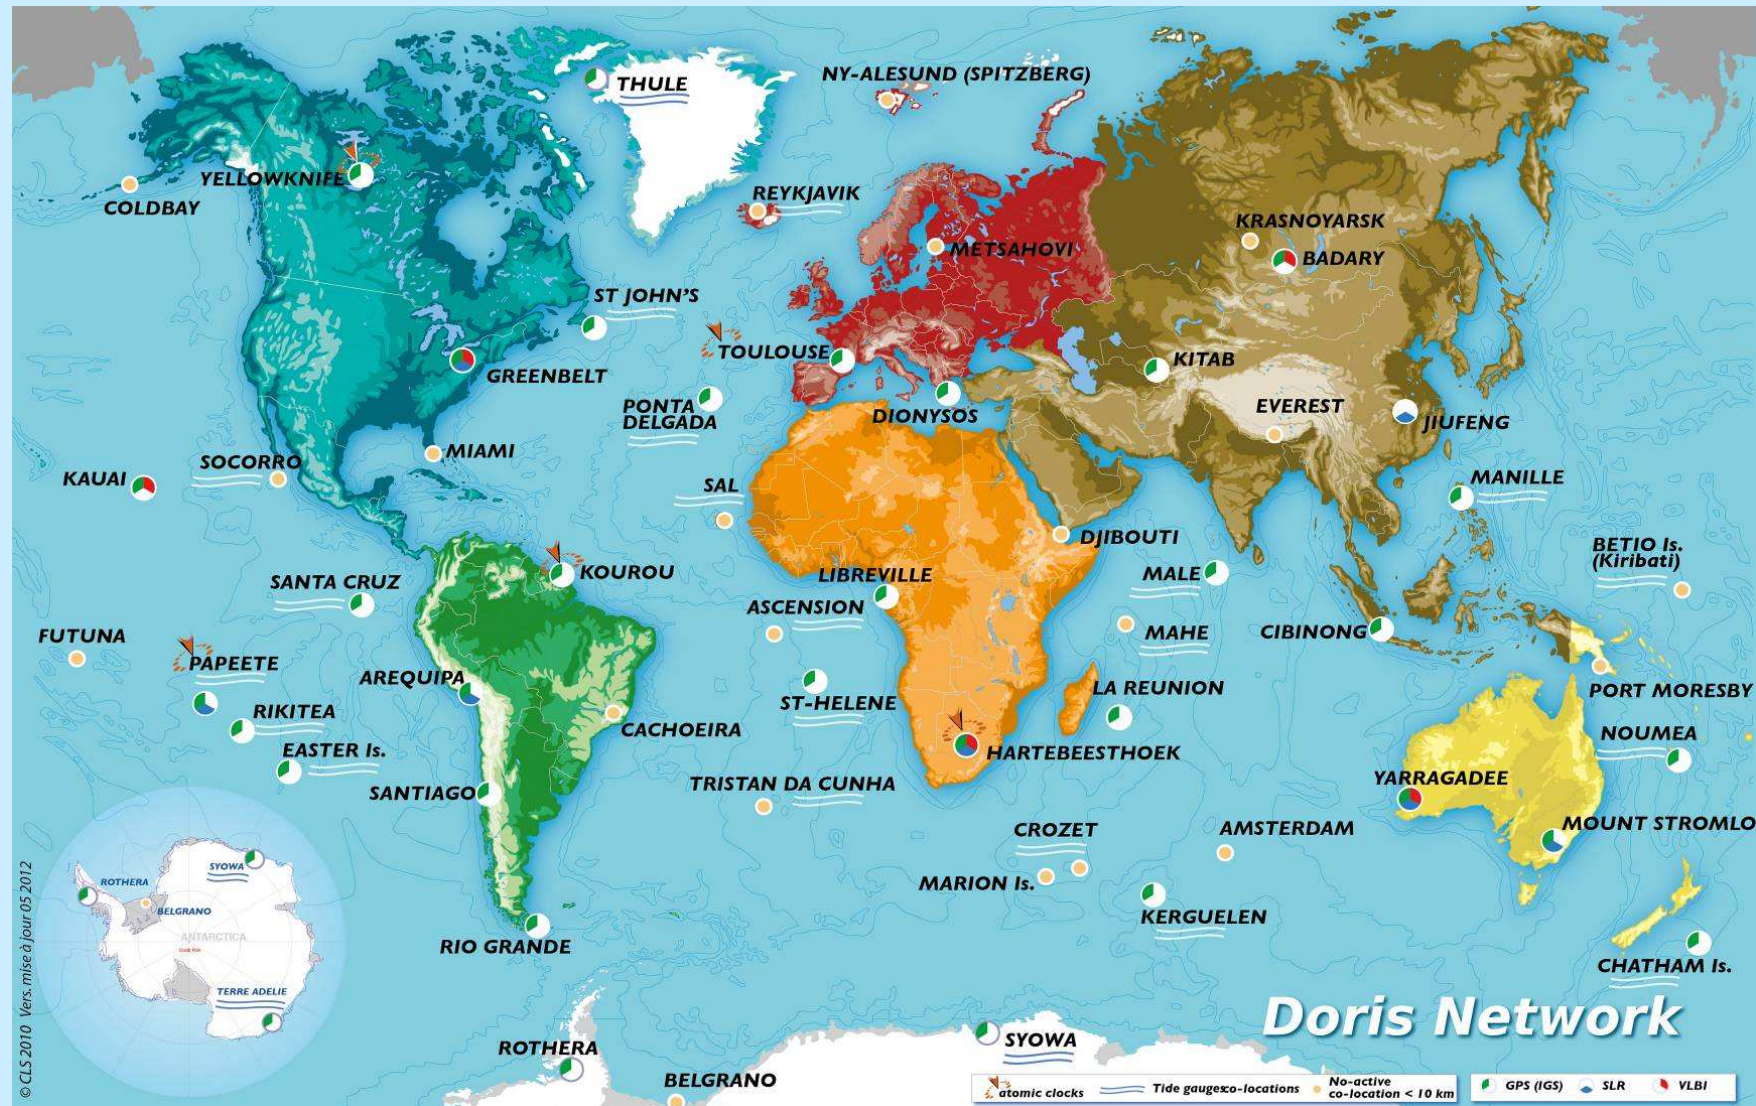 THULE
NY-ALESUND (SPITZBERG)
YELLOWKNIFE
COLDBAY
REYKJAVIK
METSAHOVI
KRASNOYARSK
BADARY
ST JOHN'S
TOULOUSE
GREENBELT
KITAB
PONTA
DELGADA
DIONYSOS
EVEREST
JIUFENG
MIAMI
SOCORRO
KAUAI
SAL
MANILLE
DJIBOUTI
BETIO Is.
(Kiribati)
SANTA CRUZ
KOUROU
LIBREVILLE
MALE
ASCENSION
FUTUNA
MAHE
CIBINONG
PAPEETE
AREQUIPA
LA REUNION
PORT MORESBY
RIKITEA
ST-HELENE
CACHOEIRA
EASTER Is.
HARTEBEESTHOEK
NOUMEA
SANTIAGO
TRISTAN DA CUNHA
YARRAGADEE
CROZET
AMSTERDAM
MOUNT STROMLO
MARION Is.
KERGUELEN
RIO GRANDE
CHATHAM Is.
SYOWA
ROTHERA
BELGRANO
ANTARCTICA
South Pole
TERRE ADELIE
Doris Network
ROTHERA
SYOWA
BELGRANO
atomic clocks
Tide gauges co-locations
No-active
co-location < 10 km
GPS (IGS)
SLR
VLBI
© CLS 2010 Vers. mise à jour 05 2012